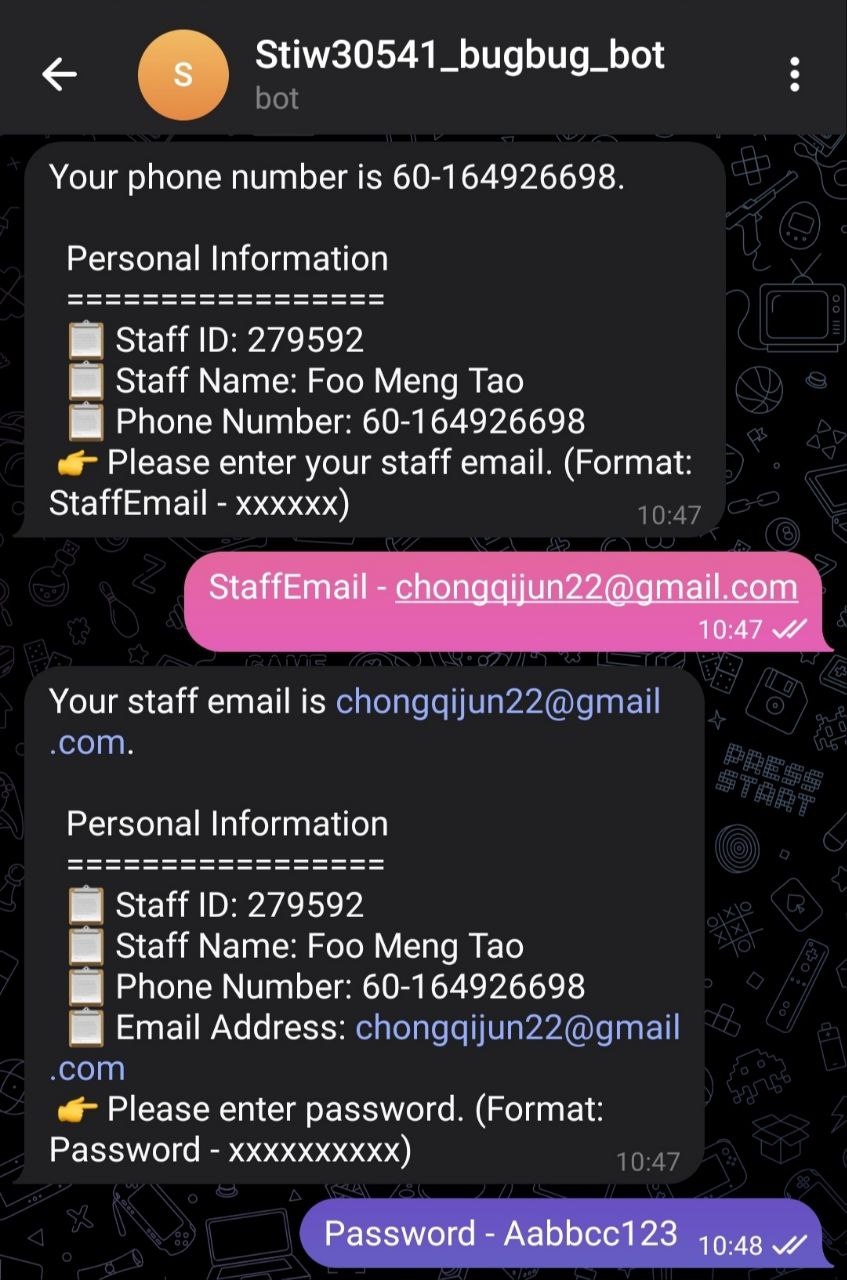 Stiw30541_bugbug_bot
S
bot
Your phone number is 60-164926698.
Personal Information
=================
📋 Staff ID: 279592
📋 Staff Name: Foo Meng Tao
📋 Phone Number: 60-164926698
👉 Please enter your staff email. (Format:
StaffEmail - xxxxxx)
10:47
StaffEmail - chongqijun22@gmail.com
10:47
Your staff email is chongqijun22@gmail
.com.
Personal Information
=================
📋 Staff ID: 279592
📋 Staff Name: Foo Meng Tao
📋 Phone Number: 60-164926698
📋 Email Address: chongqijun22@gmail
.com
👉 Please enter password. (Format:
Password - xxxxxxxxxx)
10:47
Password - Aabbcc123
10:48
GAME
PRESS
START